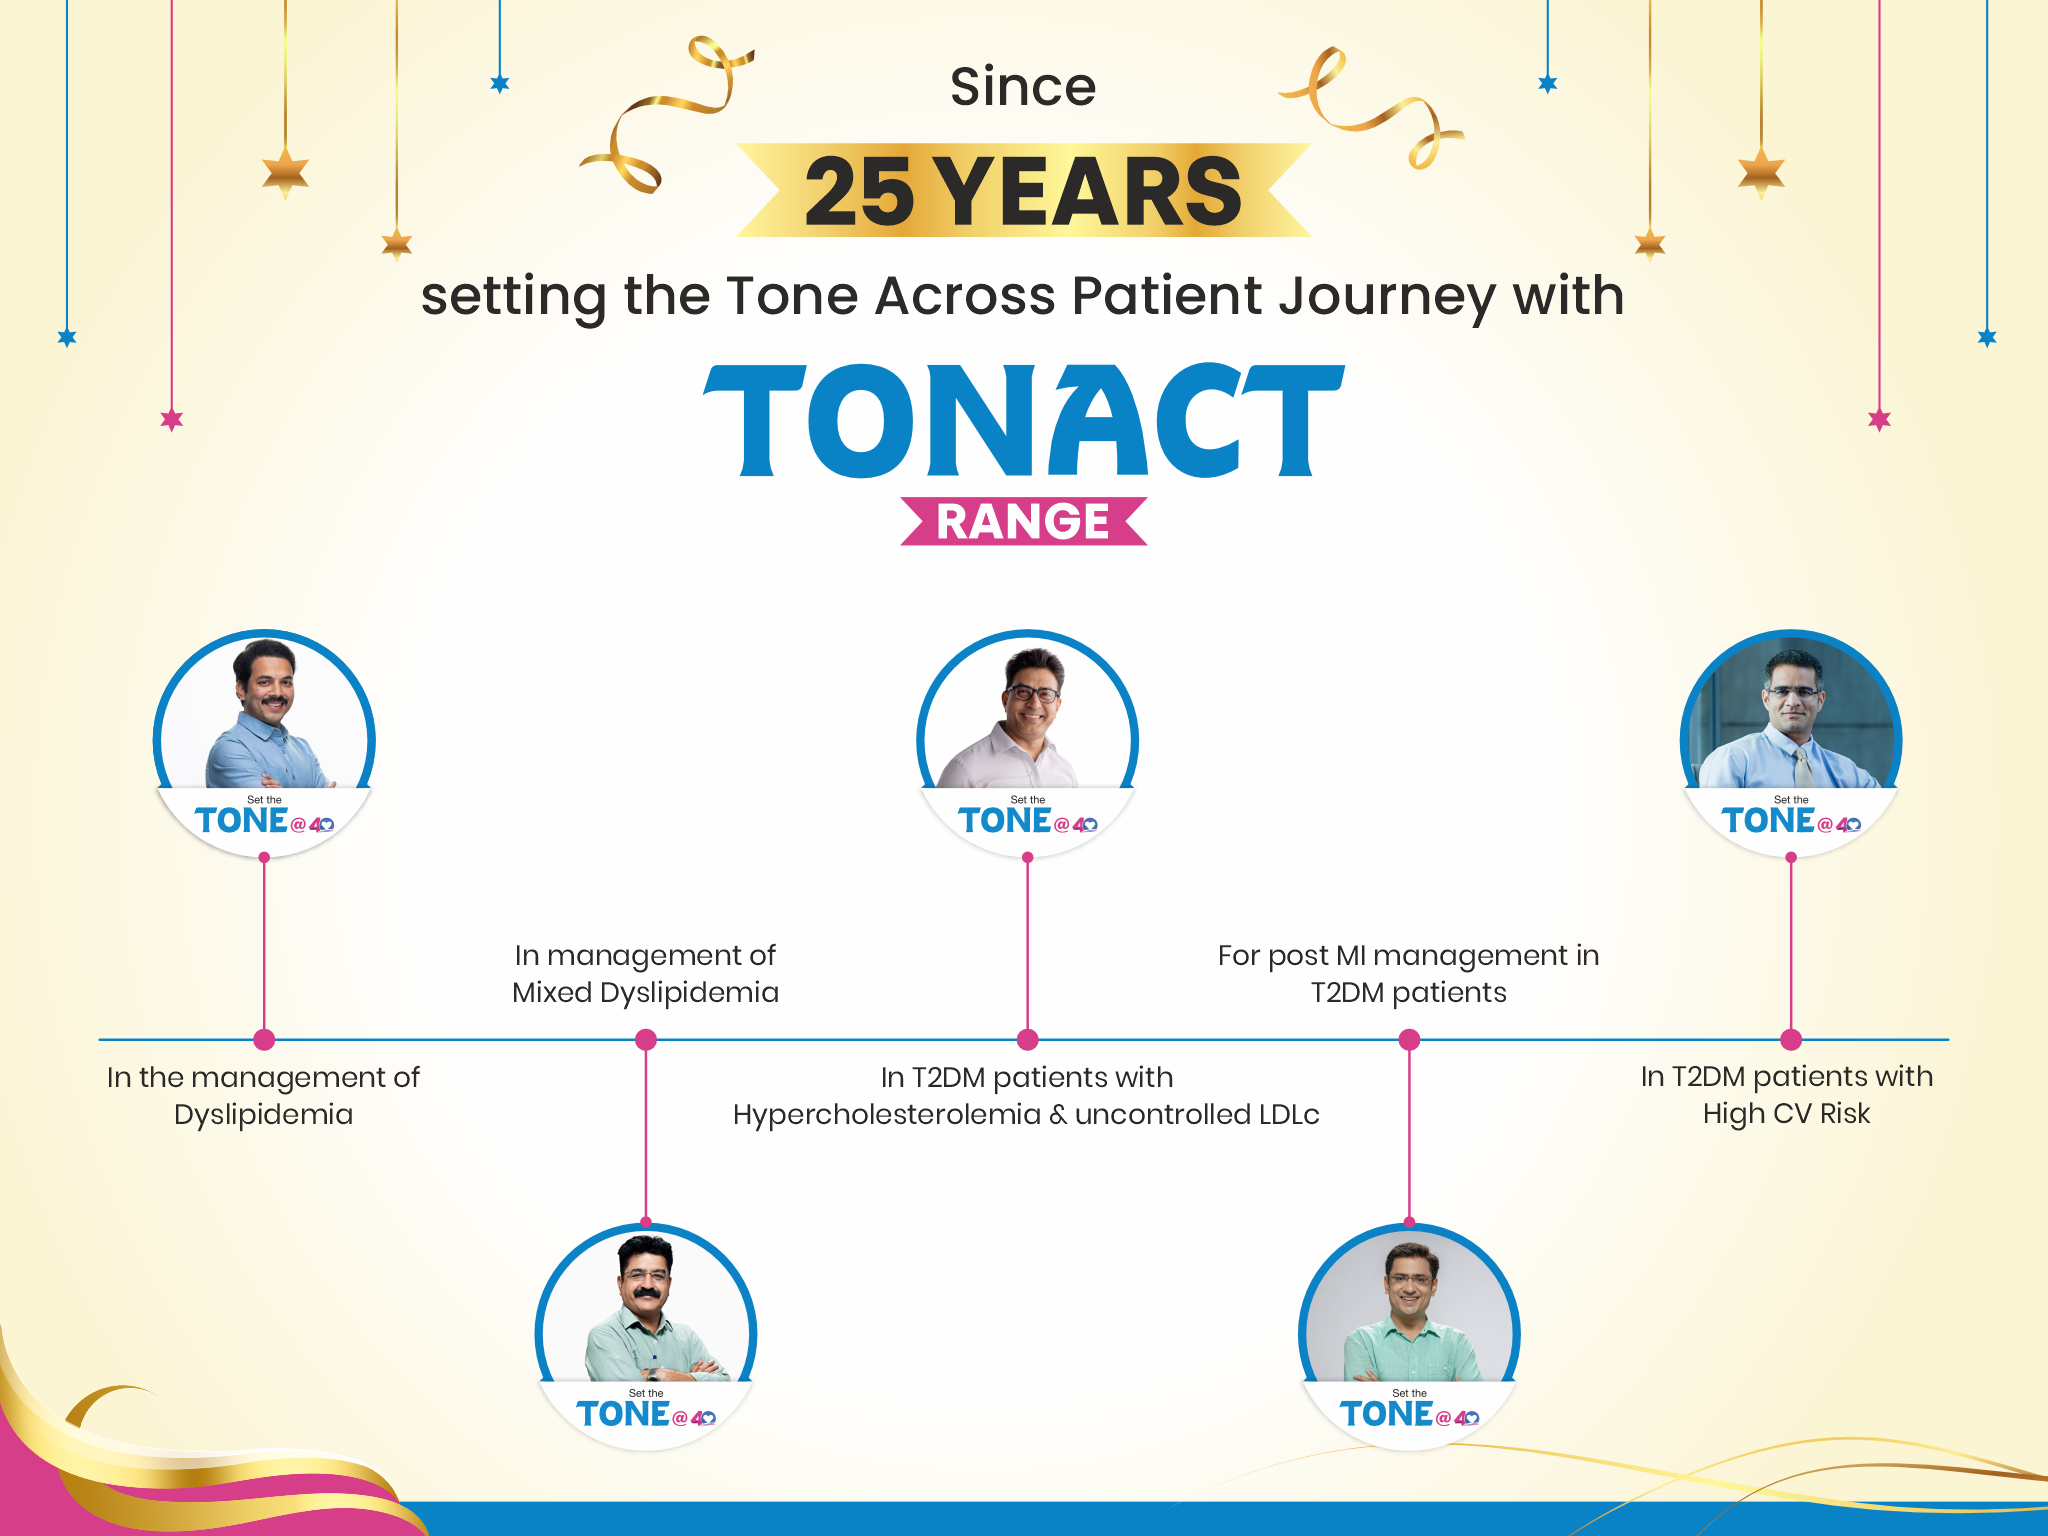 Since
25 YEARS
setting the Tone Across Patient Journey with
TONACT
RANGE
Set the
TONE @ 40
In the management of
Dyslipidemia
In management of
Mixed Dyslipidemia
Set the
TONE @ 40
Set the
TONE @ 40
In T2DM patients with
Hypercholesterolemia & uncontrolled LDLc
For post MI management in
T2DM patients
Set the
TONE @ 40
Set the
TONE @ 40
In T2DM patients with
High CV Risk